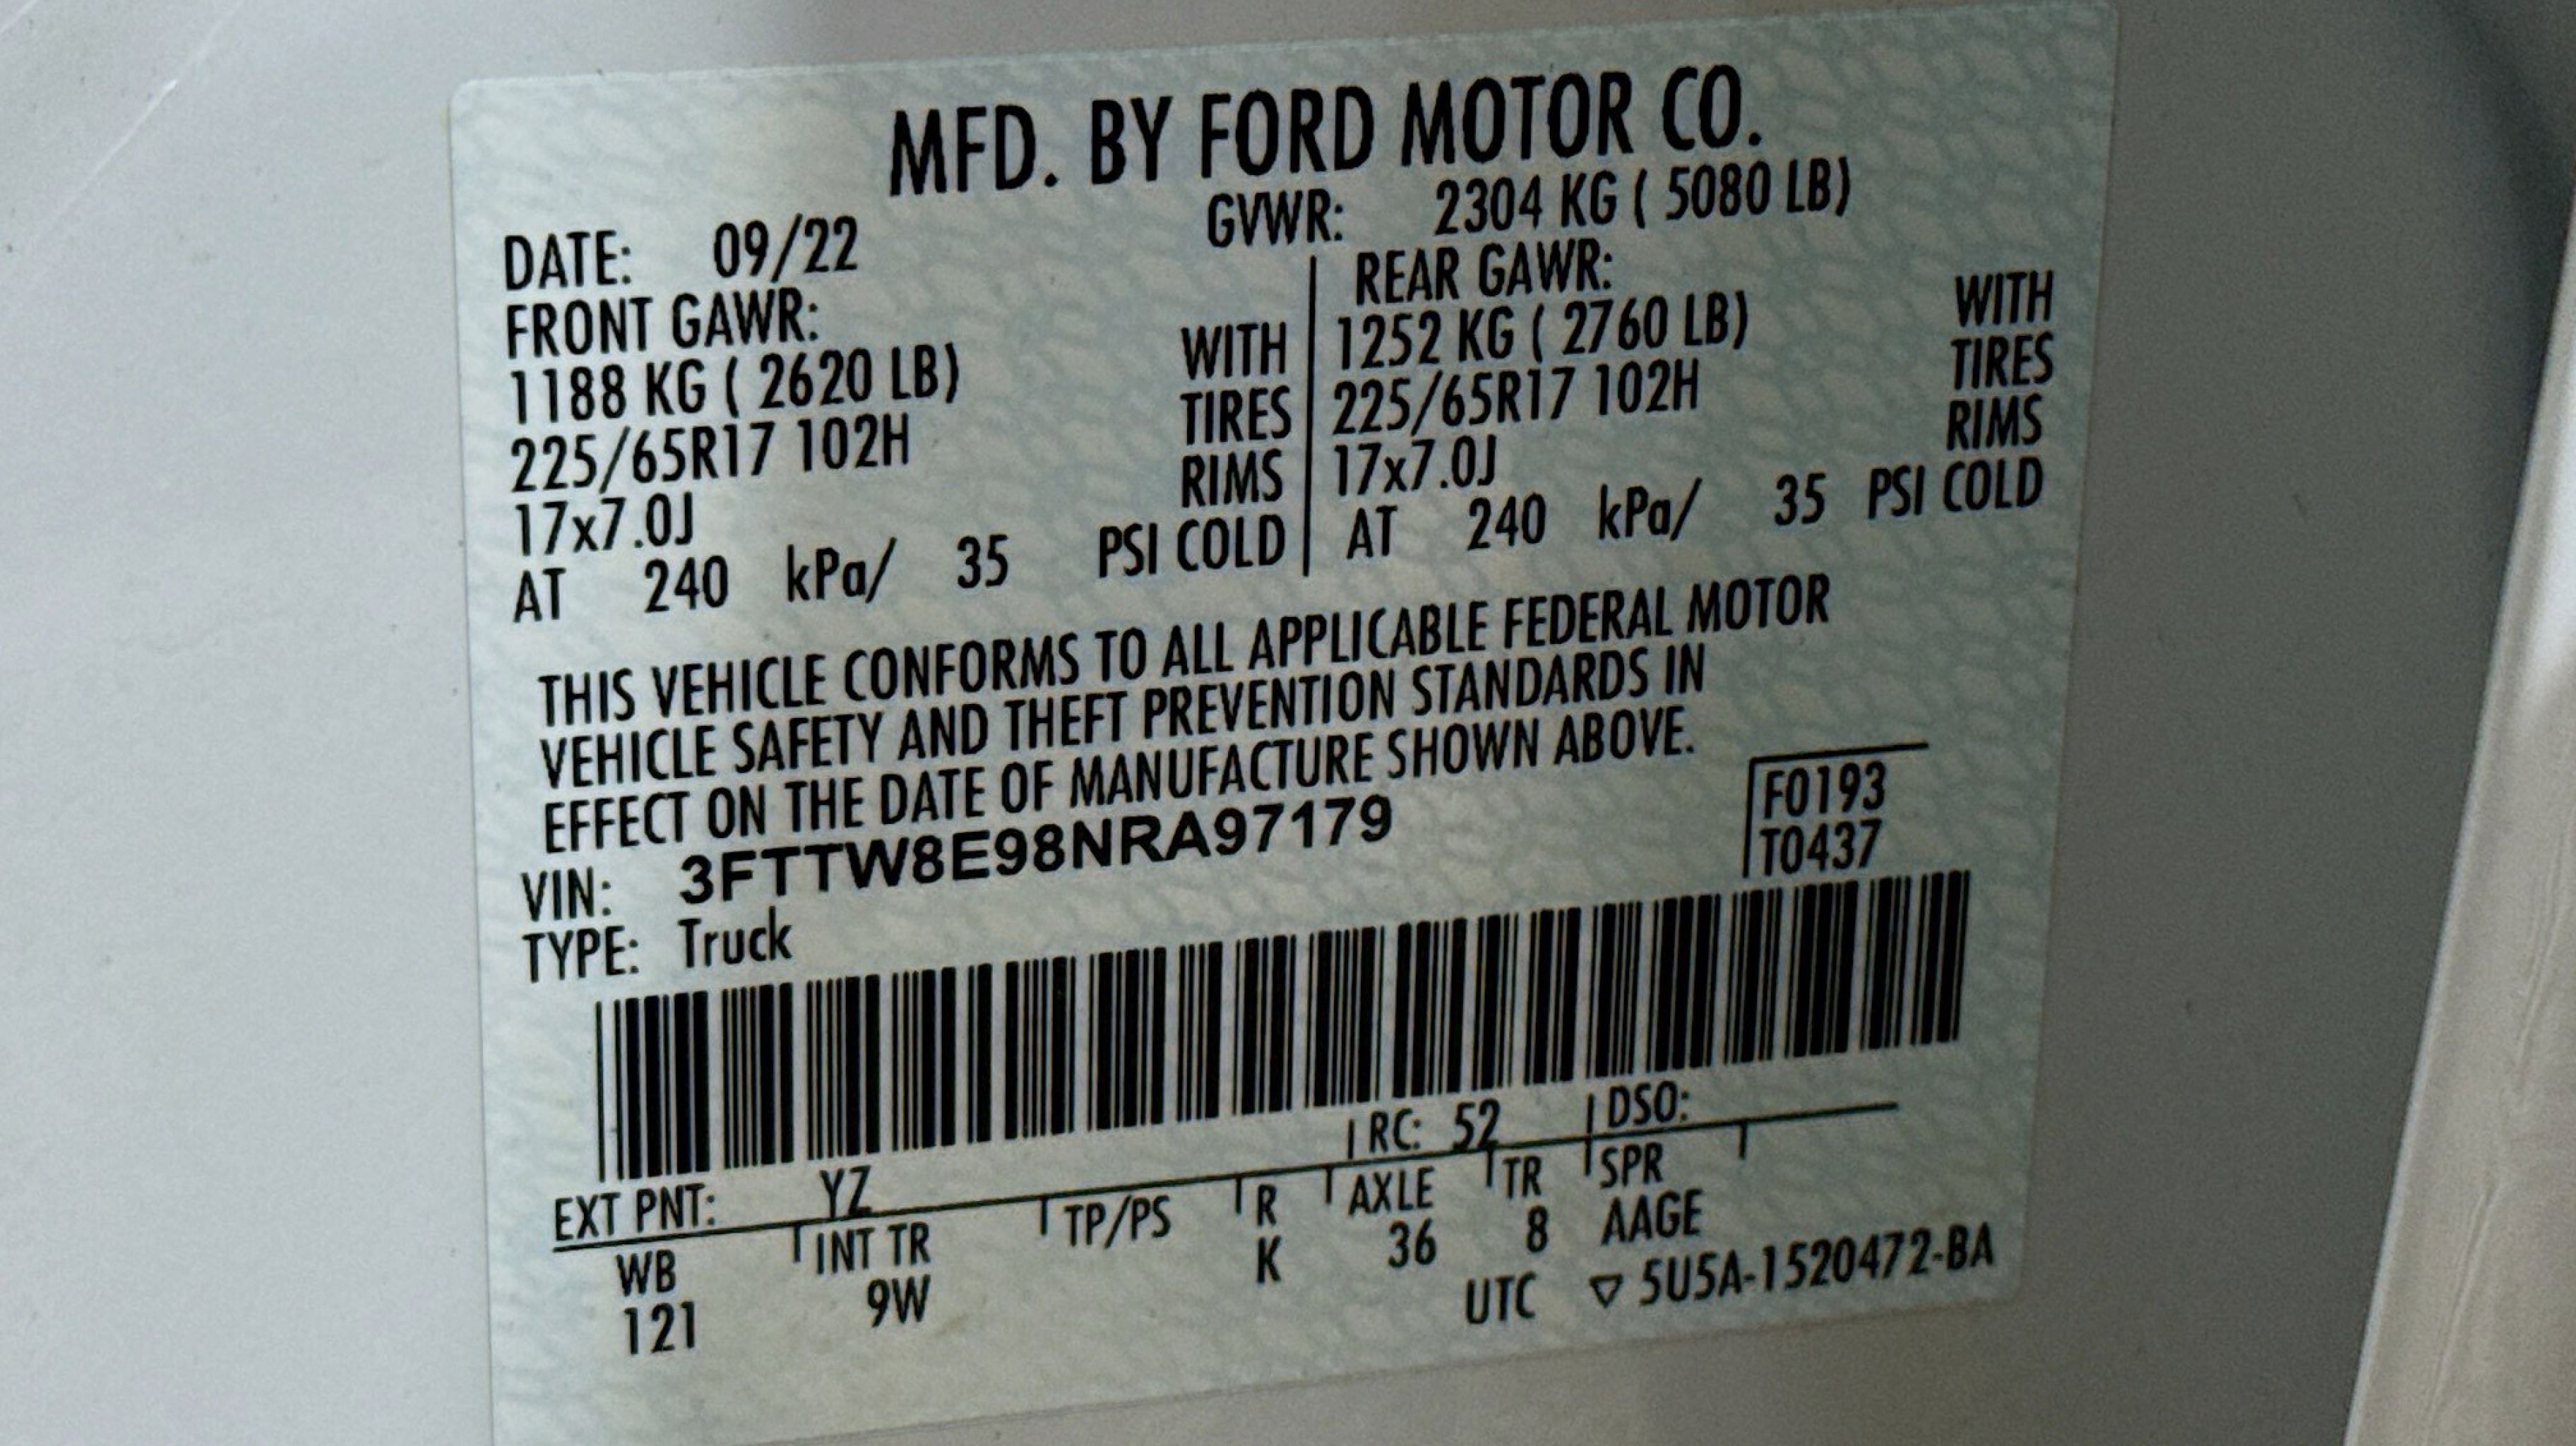 MFD. BY FORD MOTOR CO.
DATE: 09/22 GVWR: 2304 KG ( 5080 LB)
FRONT GAWR: REAR GAWR:
1188 KG ( 2620 LB) WITH 1252 KG ( 2760 LB) WITH
225/65R17 102H TIRES 225/65R17 102H TIRES
17x7.0J RIMS 17x7.0J RIMS
AT 240 kPa/ 35 PSI COLD AT 240 kPa/ 35 PSI COLD
THIS VEHICLE CONFORMS TO ALL APPLICABLE FEDERAL MOTOR
VEHICLE SAFETY AND THEFT PREVENTION STANDARDS IN
EFFECT ON THE DATE OF MANUFACTURE SHOWN ABOVE.
F0193
VIN: 3FTTW8E98NRA97179 T0437
TYPE: Truck
EXT PNT: YZ RC: 52 DSO:
WB INT TR TP/PS R AXLE TR SPR
121 9W K 36 8 AAGE
UTC ▽ 5U5A-1520472-BA